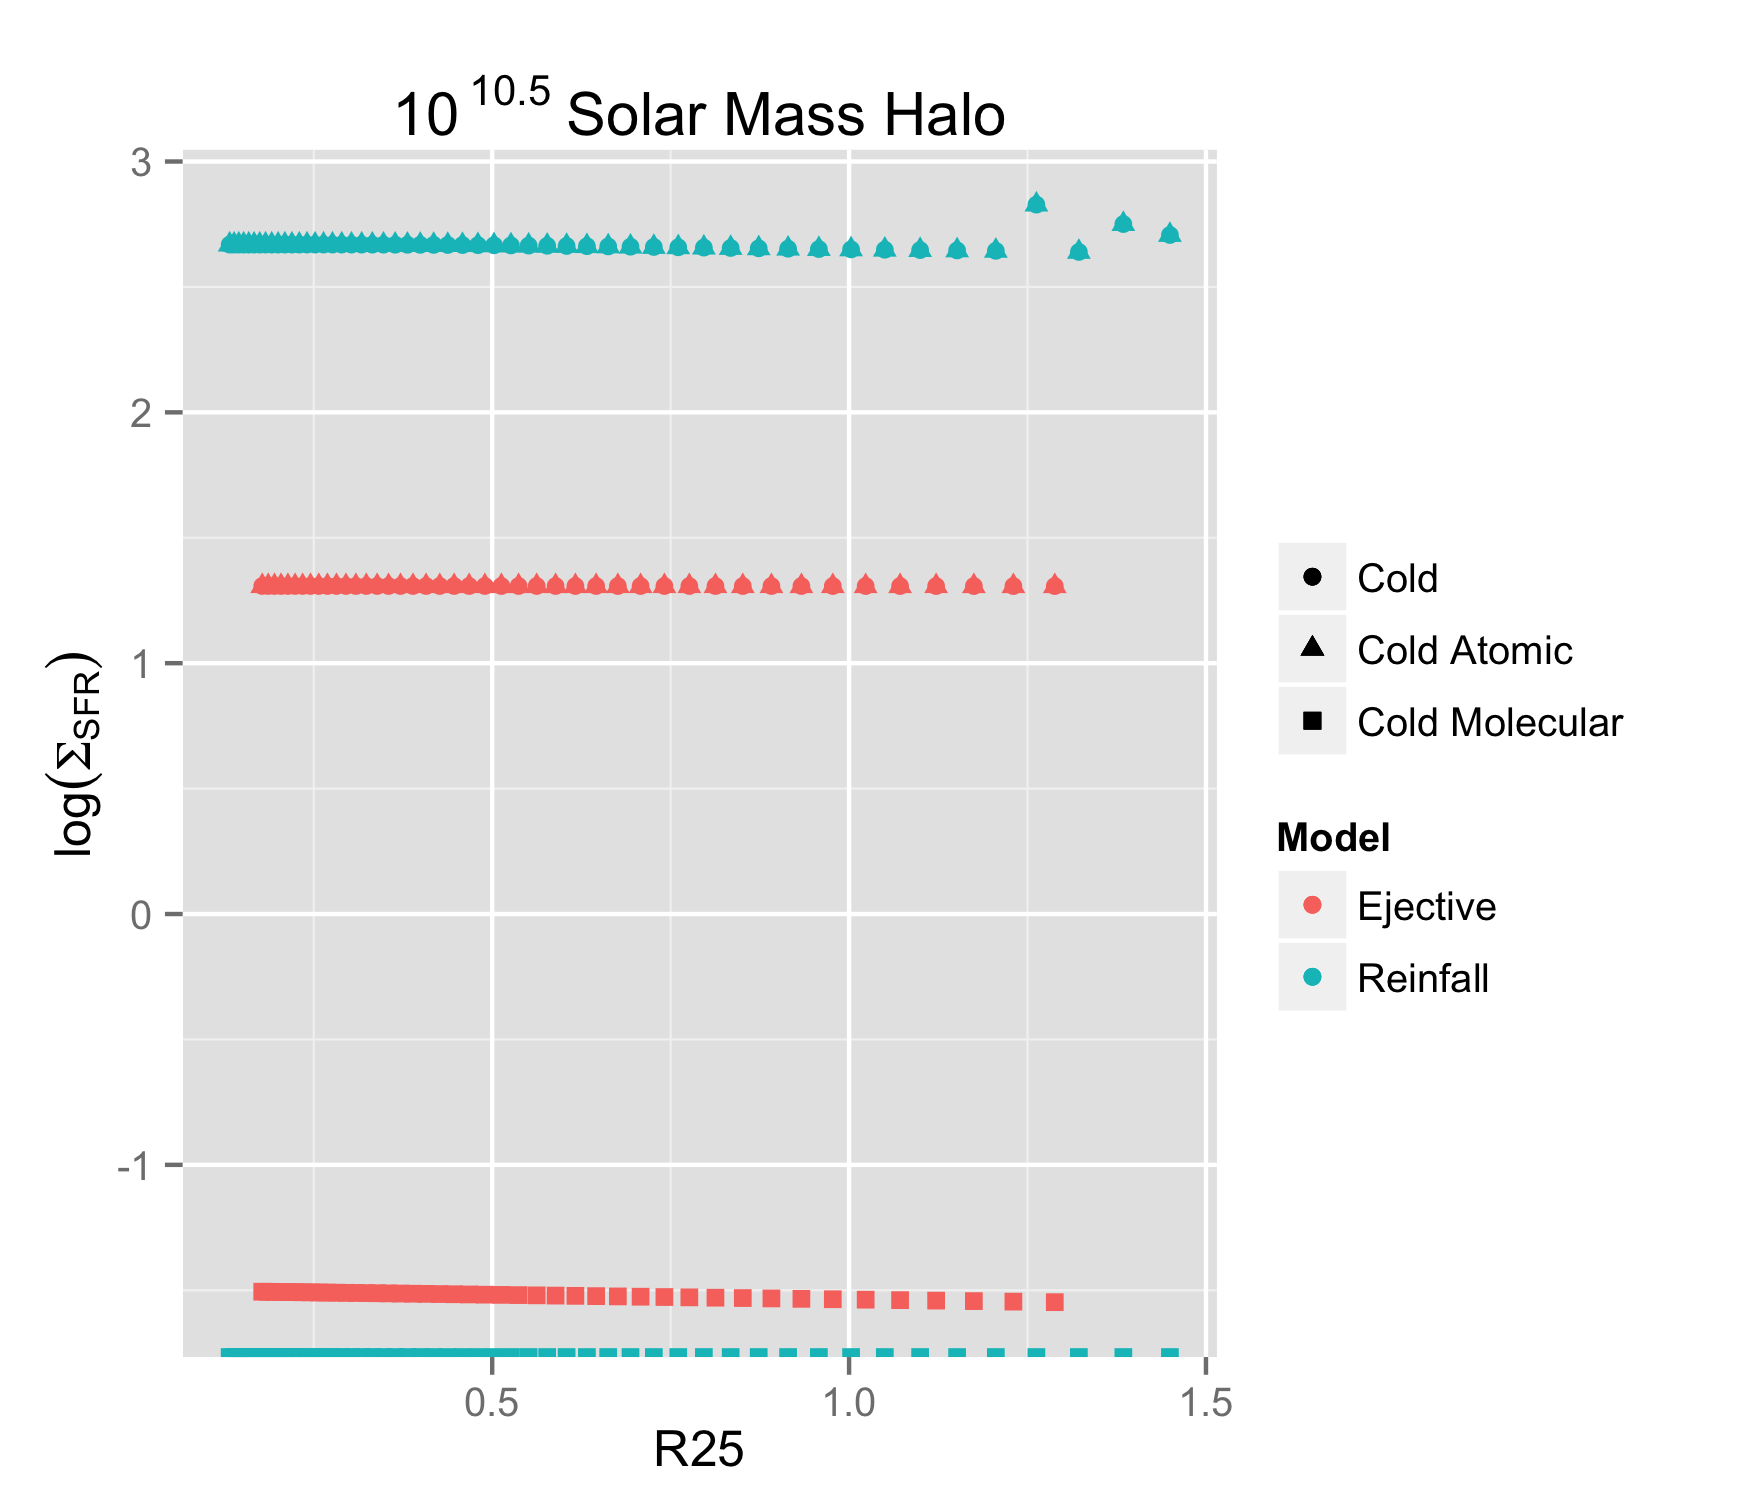 10^10.5 Solar Mass Halo
3
2
1
0
-1
log(Σ_SFR)
0.5
1.0
1.5
R25
Cold
Cold Atomic
Cold Molecular
Model
Ejective
Reinfall